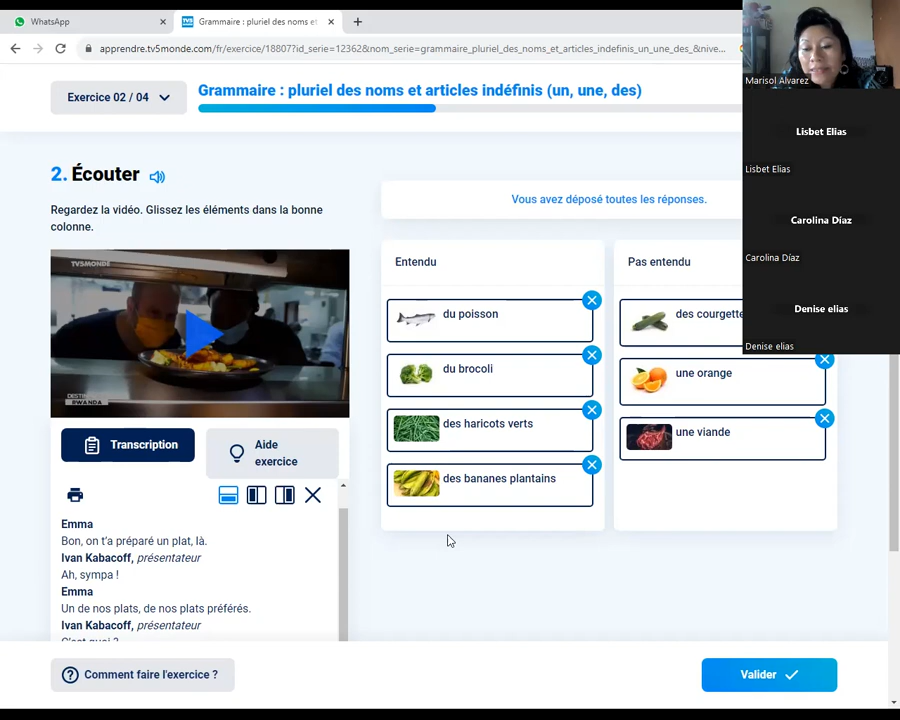 WhatsApp
TV5
Grammaire : pluriel des noms et
apprendre.tv5monde.com/fr/exercice/18807?id_serie=12362&nom_serie=grammaire_pluriel_des_noms_et_articles_indefinis_un_une_des_&nive...
Exercice 02 / 04
Grammaire : pluriel des noms et articles indéfinis (un, une, des)
2. Écouter
Regardez la vidéo. Glissez les éléments dans la bonne
colonne.
TV5MONDE
RWANDA
Transcription
Aide
exercice
Emma
Bon, on t'a préparé un plat, là.
Ivan Kabacoff, présentateur
Ah, sympa !
Emma
Un de nos plats, de nos plats préférés.
Ivan Kabacoff, présentateur
C'est quoi ?
Vous avez déposé toutes les réponses.
Entendu
du poisson
du brocoli
des haricots verts
des bananes plantains
Pas entendu
des courgette
une orange
une viande
Comment faire l'exercice ?
Valider
Marisol Alvarez
Lisbet Elias
Lisbet Elias
Carolina Díaz
Carolina Díaz
Denise elias
Denise elias